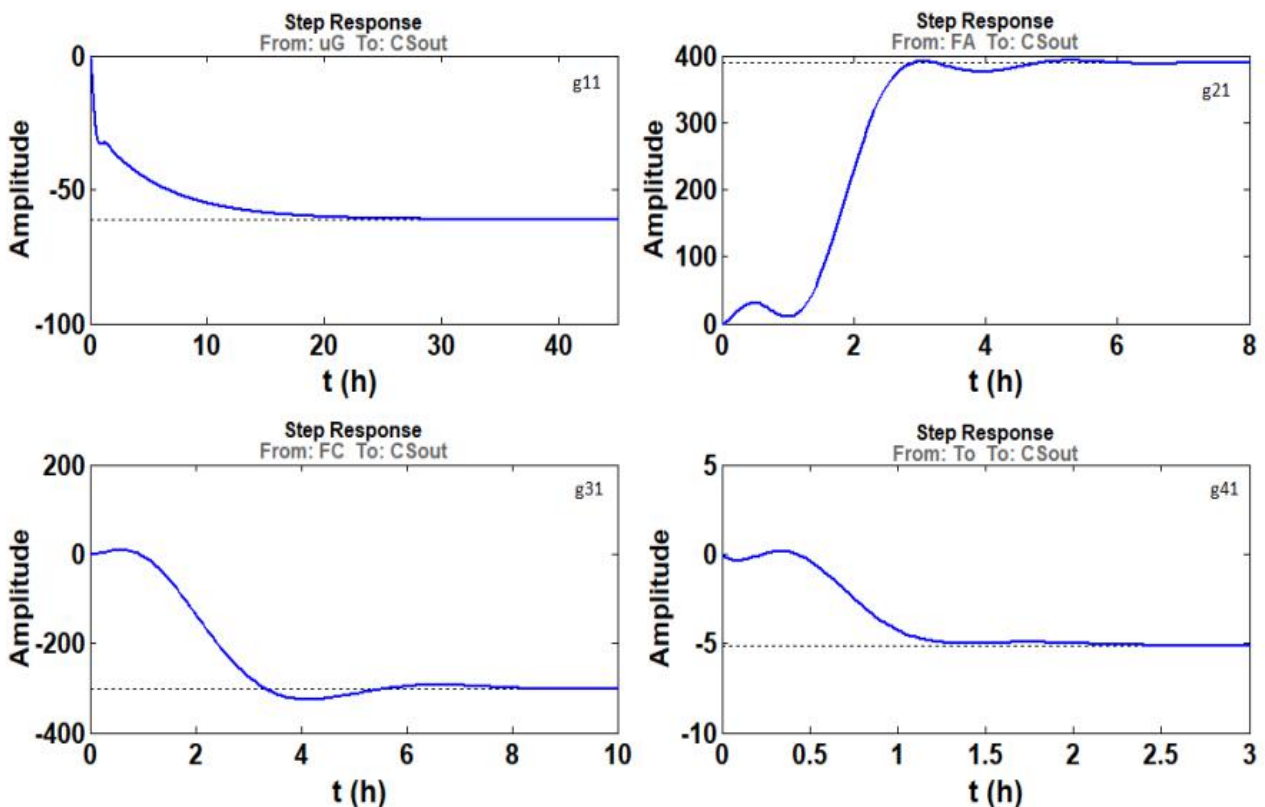 Step Response
From: uG To: CSout
0
-50
-100
Amplitude
g11
0 10 20 30 40
t (h)
Step Response
From: FA To: CSout
400
300
200
100
0
Amplitude
g21
0 2 4 6 8
t (h)
Step Response
From: FC To: CSout
200
0
-200
-400
Amplitude
g31
0 2 4 6 8 10
t (h)
Step Response
From: To To: CSout
5
0
-5
-10
Amplitude
g41
0 0.5 1 1.5 2 2.5 3
t (h)